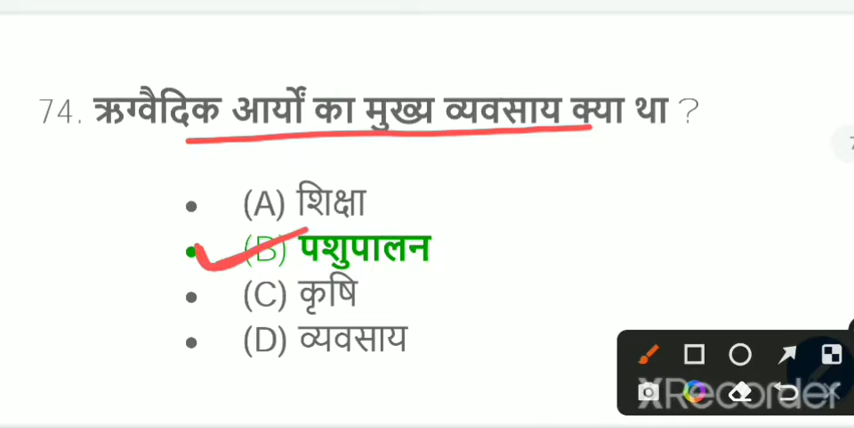 74. ऋग्वैदिक आर्यों का मुख्य व्यवसाय क्या था ?
(A) शिक्षा
(B) पशुपालन
(C) कृषि
(D) व्यवसाय
XRecorder